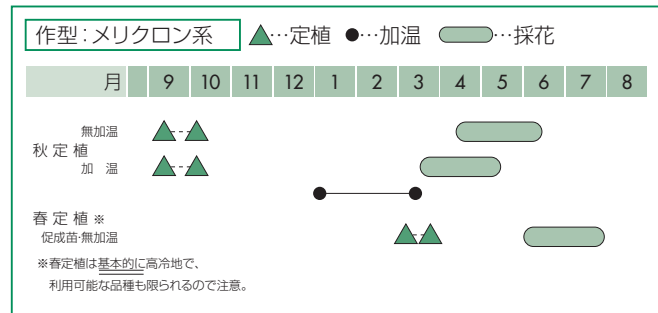 作型：メリクロン系 ▲…定植 ●…加温 …採花
月 9 10 11 12 1 2 3 4 5 6 7 8
無加温
秋定植
加 温
春定植※
促成苗・無加温
※春定植は基本的に高冷地で、
利用可能な品種も限られるので注意。